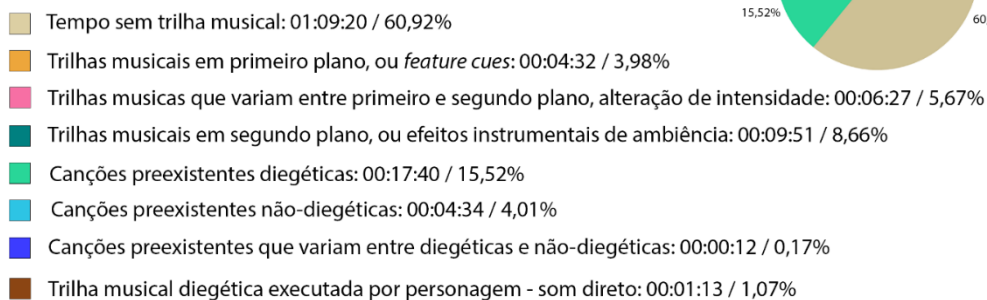 15,52%
60
Tempo sem trilha musical: 01:09:20 / 60,92%
Trilhas musicais em primeiro plano, ou feature cues: 00:04:32 / 3,98%
Trilhas musicas que variam entre primeiro e segundo plano, alteração de intensidade: 00:06:27 / 5,67%
Trilhas musicais em segundo plano, ou efeitos instrumentais de ambiência: 00:09:51 / 8,66%
Canções preexistentes diegéticas: 00:17:40 / 15,52%
Canções preexistentes não-diegéticas: 00:04:34 / 4,01%
Canções preexistentes que variam entre diegéticas e não-diegéticas: 00:00:12 / 0,17%
Trilha musical diegética executada por personagem - som direto: 00:01:13 / 1,07%